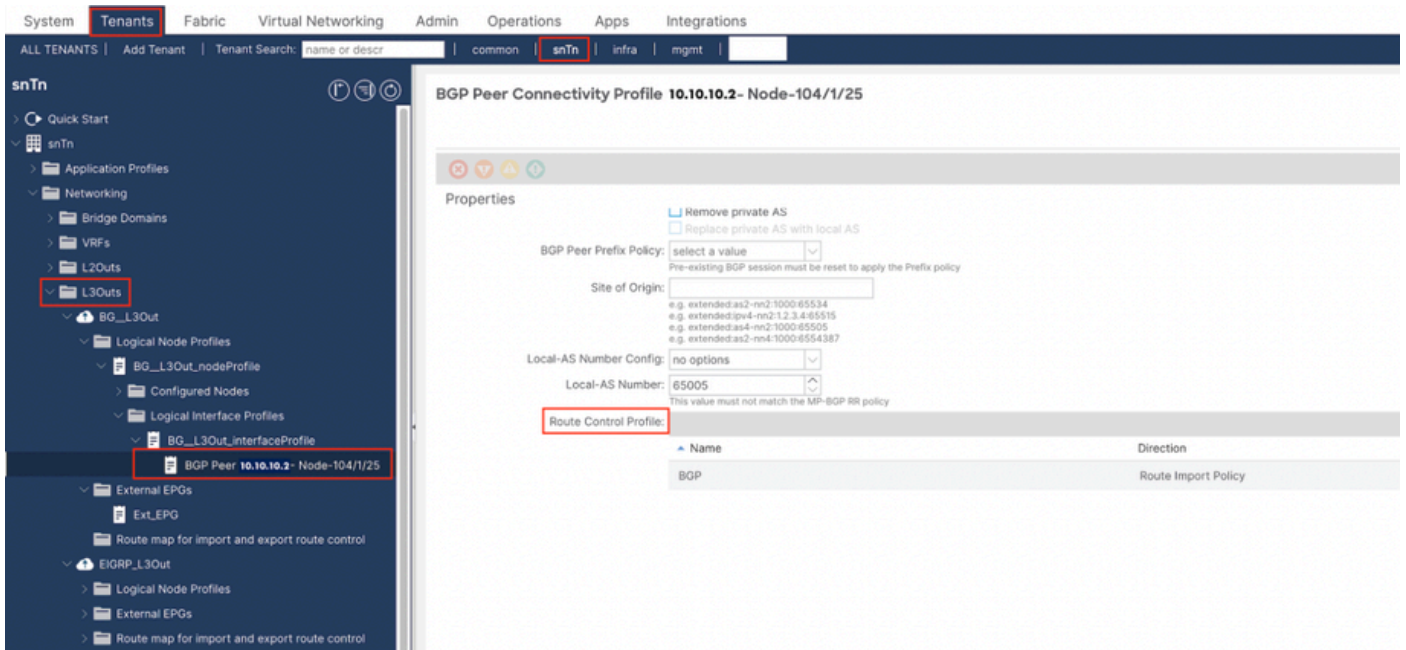 System Tenants Fabric Virtual Networking Admin Operations Apps Integrations
ALL TENANTS | Add Tenant | Tenant Search: name or descr | common | snTn | infra | mgmt |
snTn
Quick Start
snTn
Application Profiles
Networking
Bridge Domains
VRFs
L2Outs
L3Outs
BG__L3Out
Logical Node Profiles
BG__L3Out_nodeProfile
Configured Nodes
Logical Interface Profiles
BG__L3Out_interfaceProfile
BGP Peer 10.10.10.2- Node-104/1/25
External EPGs
Ext_EPG
Route map for import and export route control
EIGRP_L3Out
Logical Node Profiles
External EPGs
Route map for import and export route control
BGP Peer Connectivity Profile 10.10.10.2- Node-104/1/25
Properties
Remove private AS
Replace private AS with local AS
BGP Peer Prefix Policy: select a value
Pre-existing BGP session must be reset to apply the Prefix policy
Site of Origin:
e.g. extended:as2-nn2:1000:65534
e.g. extended:ipv4-nn2:1.2.3.4:65515
e.g. extended:as4-nn2:1000:65505
e.g. extended:as2-nn4:1000:6554387
Local-AS Number Config: no options
Local-AS Number: 65005
This value must not match the MP-BGP RR policy
Route Control Profile:
Name Direction
BGP Route Import Policy